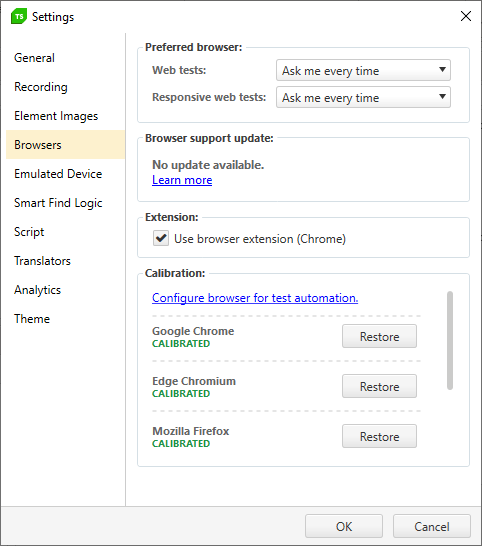 TS Settings
General
Recording
Element Images
Browsers
Emulated Device
Smart Find Logic
Script
Translators
Analytics
Theme
Preferred browser:
Web tests: Ask me every time
Responsive web tests: Ask me every time
Browser support update:
No update available.
Learn more
Extension:
Use browser extension (Chrome)
Calibration:
Configure browser for test automation.
Google Chrome
CALIBRATED
Restore
Edge Chromium
CALIBRATED
Restore
Mozilla Firefox
CALIBRATED
Restore
OK Cancel